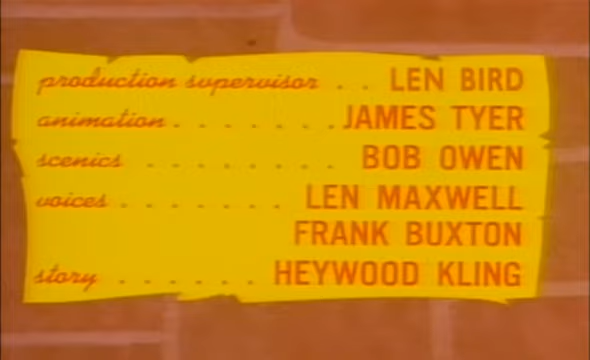 production supervisor . . LEN BIRD
animation . . . . . . . JAMES TYER
scenics . . . . . . . BOB OWEN
voices . . . . . . . LEN MAXWELL
FRANK BUXTON
story . . . . . . HEYWOOD KLING